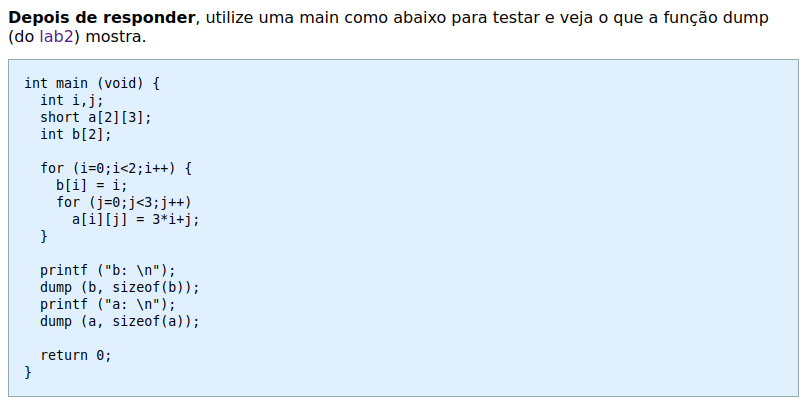 Depois de responder, utilize uma main como abaixo para testar e veja o que a função dump
(do lab2) mostra.
int main (void) {
  int i,j;
  short a[2][3];
  int b[2];

  for (i=0;i<2;i++) {
    b[i] = i;
    for (j=0;j<3;j++)
      a[i][j] = 3*i+j;
  }

  printf ("b: \n");
  dump (b, sizeof(b));
  printf ("a: \n");
  dump (a, sizeof(a));

  return 0;
}